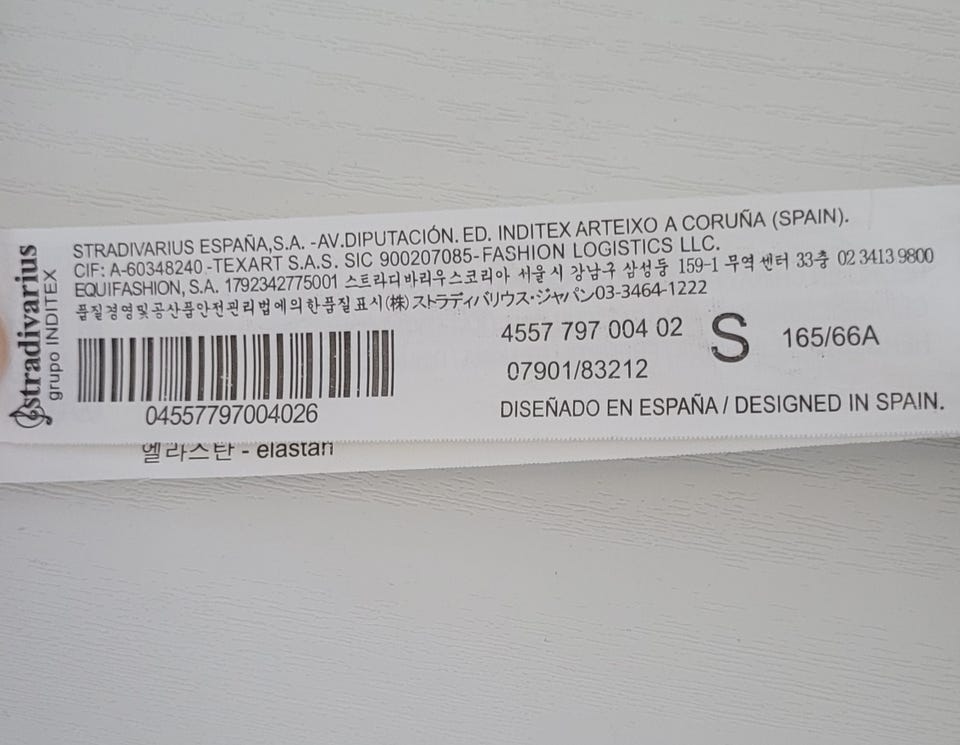 stradivarius
grupo INDITEX
STRADIVARIUS ESPAÑA, S.A. -AV.DIPUTACIÓN. ED. INDITEX ARTEIXO A CORUÑA (SPAIN).
CIF: A-60348240 -TEXART S.A.S. SIC 900207085- FASHION LOGISTICS LLC.
EQUIFASHION, S.A. 1792342775001 스트라디바리우스코리아 서울시 강남구 삼성동 159-1 무역센터 33층 02 3413 9800
품질경영및공산품안전관리법에의한품질표시(株) ストラディバリウス・ジャパン03-3464-1222
4557 797 004 02 S 165/66A
07901/83212
04557797004026
DISEÑADO EN ESPAÑA / DESIGNED IN SPAIN.
엘라스탄 - elastan